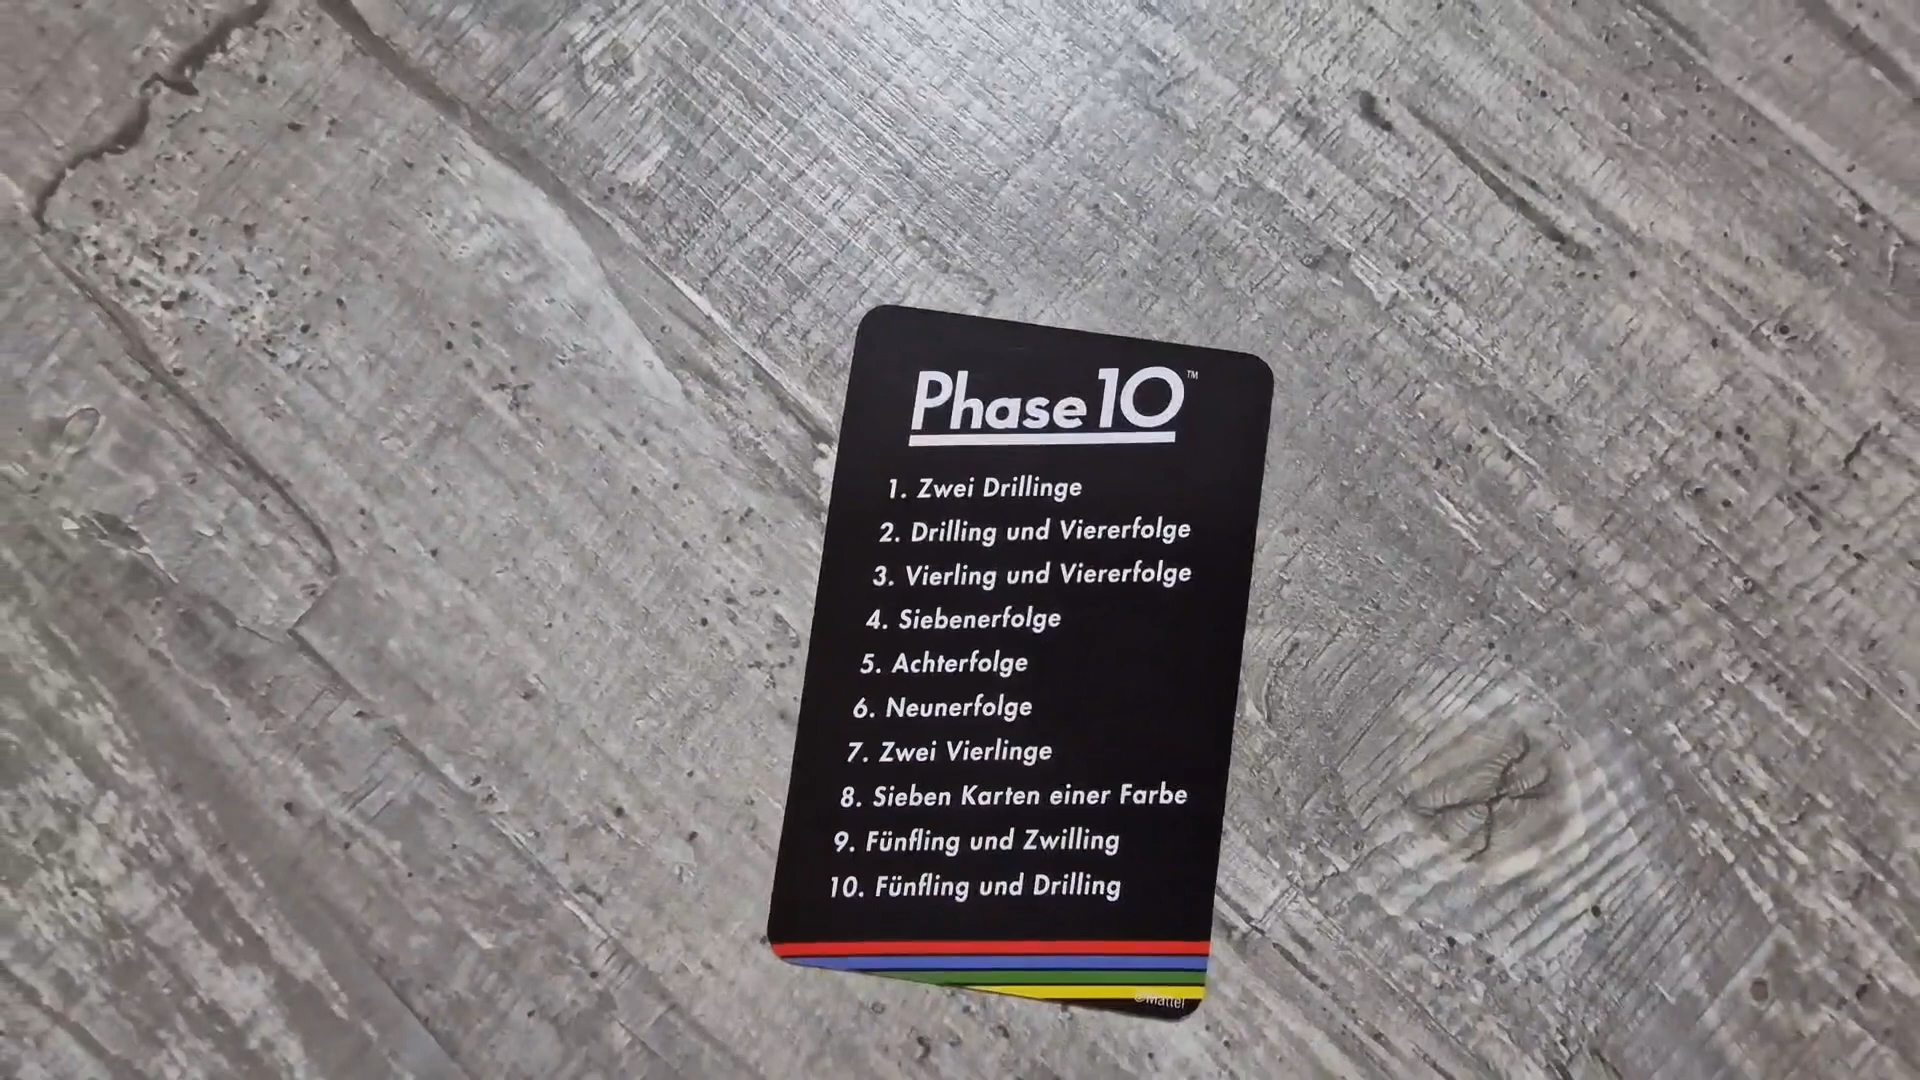 Phase 10™
1. Zwei Drillinge
2. Drilling und Viererfolge
3. Vierling und Viererfolge
4. Siebenerfolge
5. Achterfolge
6. Neunerfolge
7. Zwei Vierlinge
8. Sieben Karten einer Farbe
9. Fünfling und Zwilling
10. Fünfling und Drilling
©Mattel